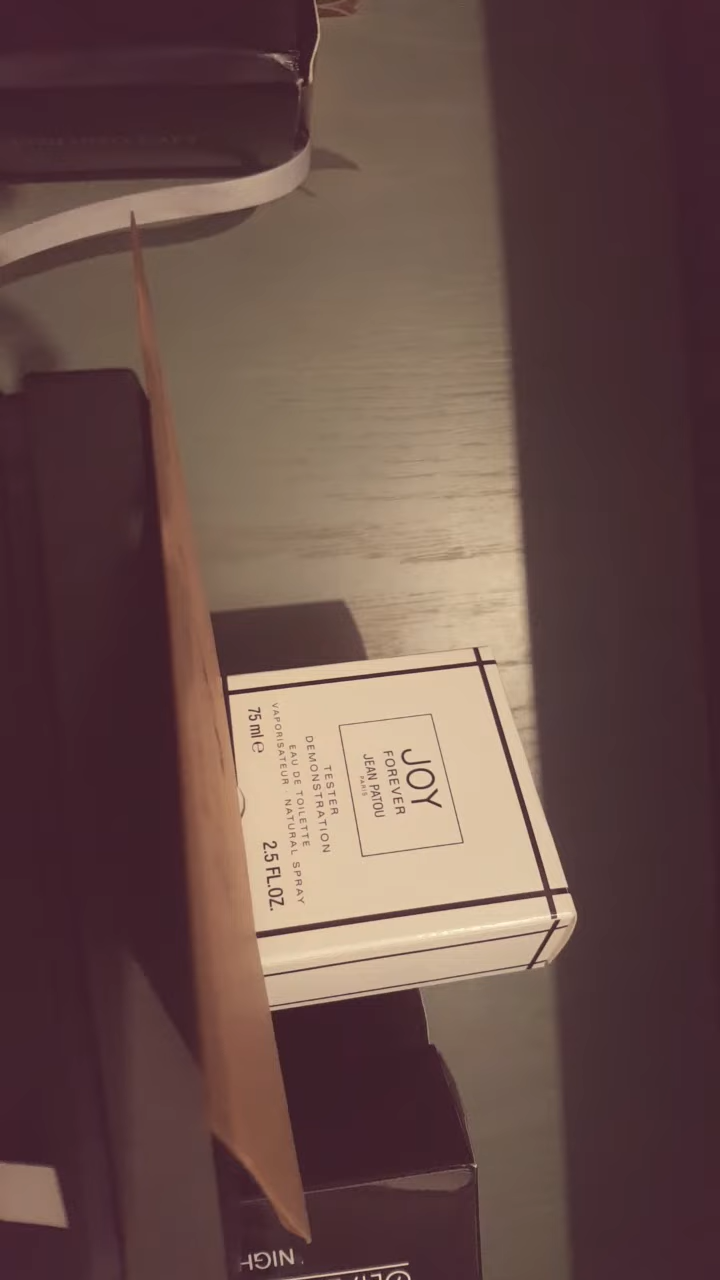 JOY
FOREVER
JEAN PATOU
PARIS
TESTER
DEMONSTRATION
EAU DE TOILETTE
VAPORISATEUR · NATURAL SPRAY
75 ml e 2.5 FL.OZ.
NIGH